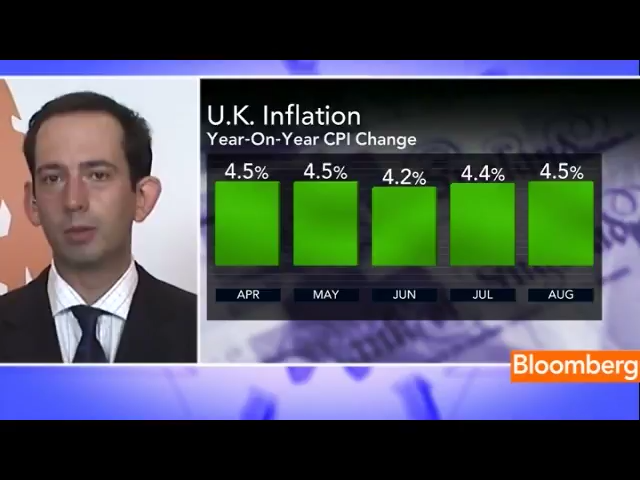 U.K. Inflation
Year-On-Year CPI Change
4.5% 4.5% 4.2% 4.4% 4.5%
APR MAY JUN JUL AUG
Bloomberg